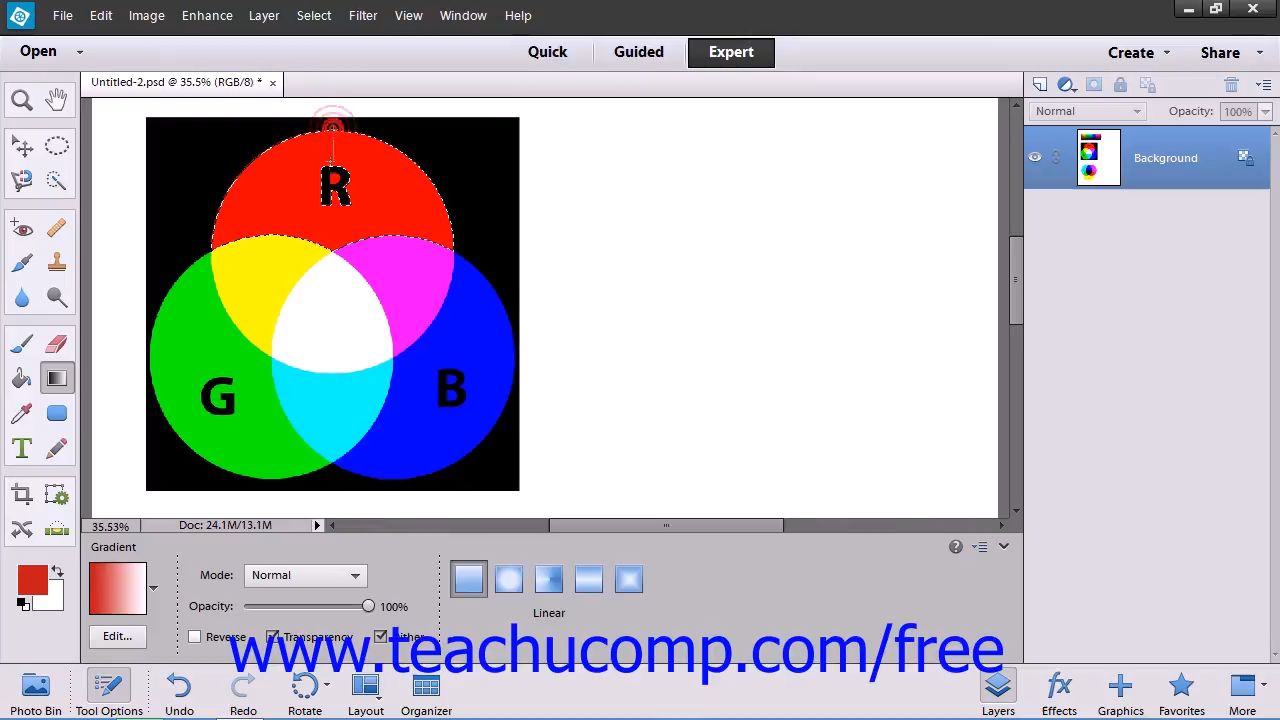 File Edit Image Enhance Layer Select Filter View Window Help
Open Quick Guided Expert Create Share
Untitled-2.psd @ 35.5% (RGB/8) * ×
Normal Opacity: 100%
Background
R
G B
35.53% Doc: 24.1M/13.1M
Gradient
Mode: Normal
Opacity: 100%
Linear
Edit... Reverse Transparency Dither
www.teachucomp.com/free
Photo Bin Tool Options Undo Redo Rotate Layout Organizer Layers Effects Graphics Favorites More